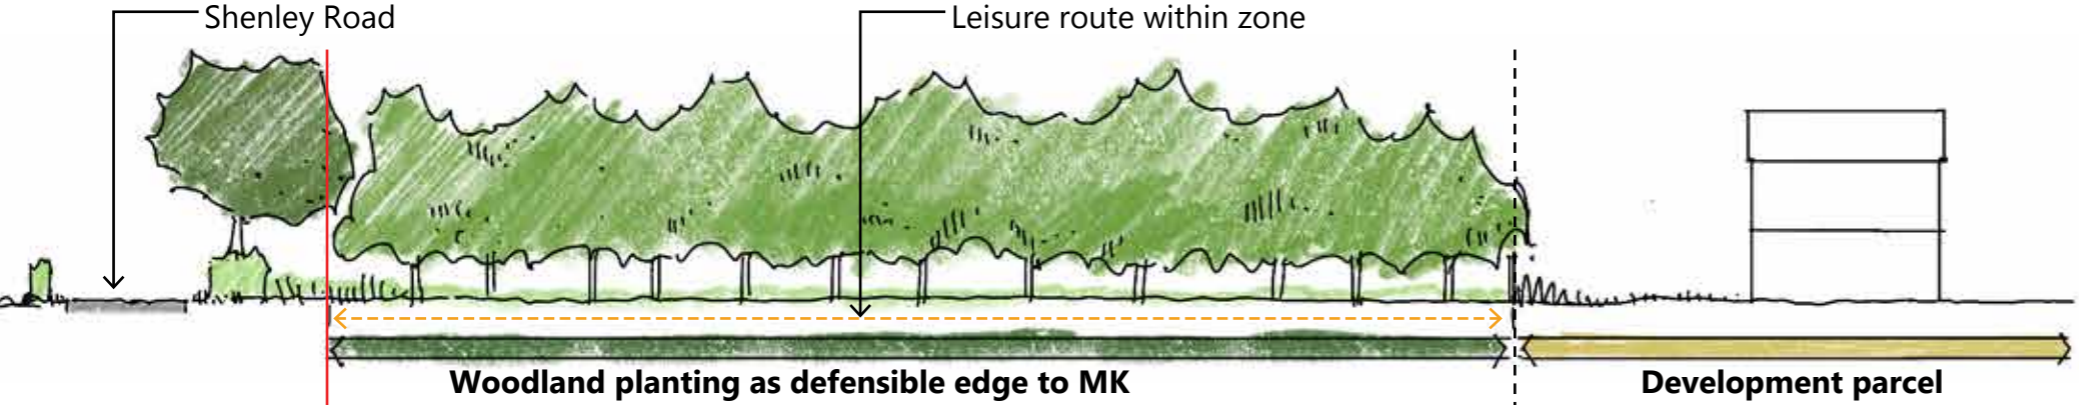 Shenley Road
Leisure route within zone
Woodland planting as defensible edge to MK
Development parcel